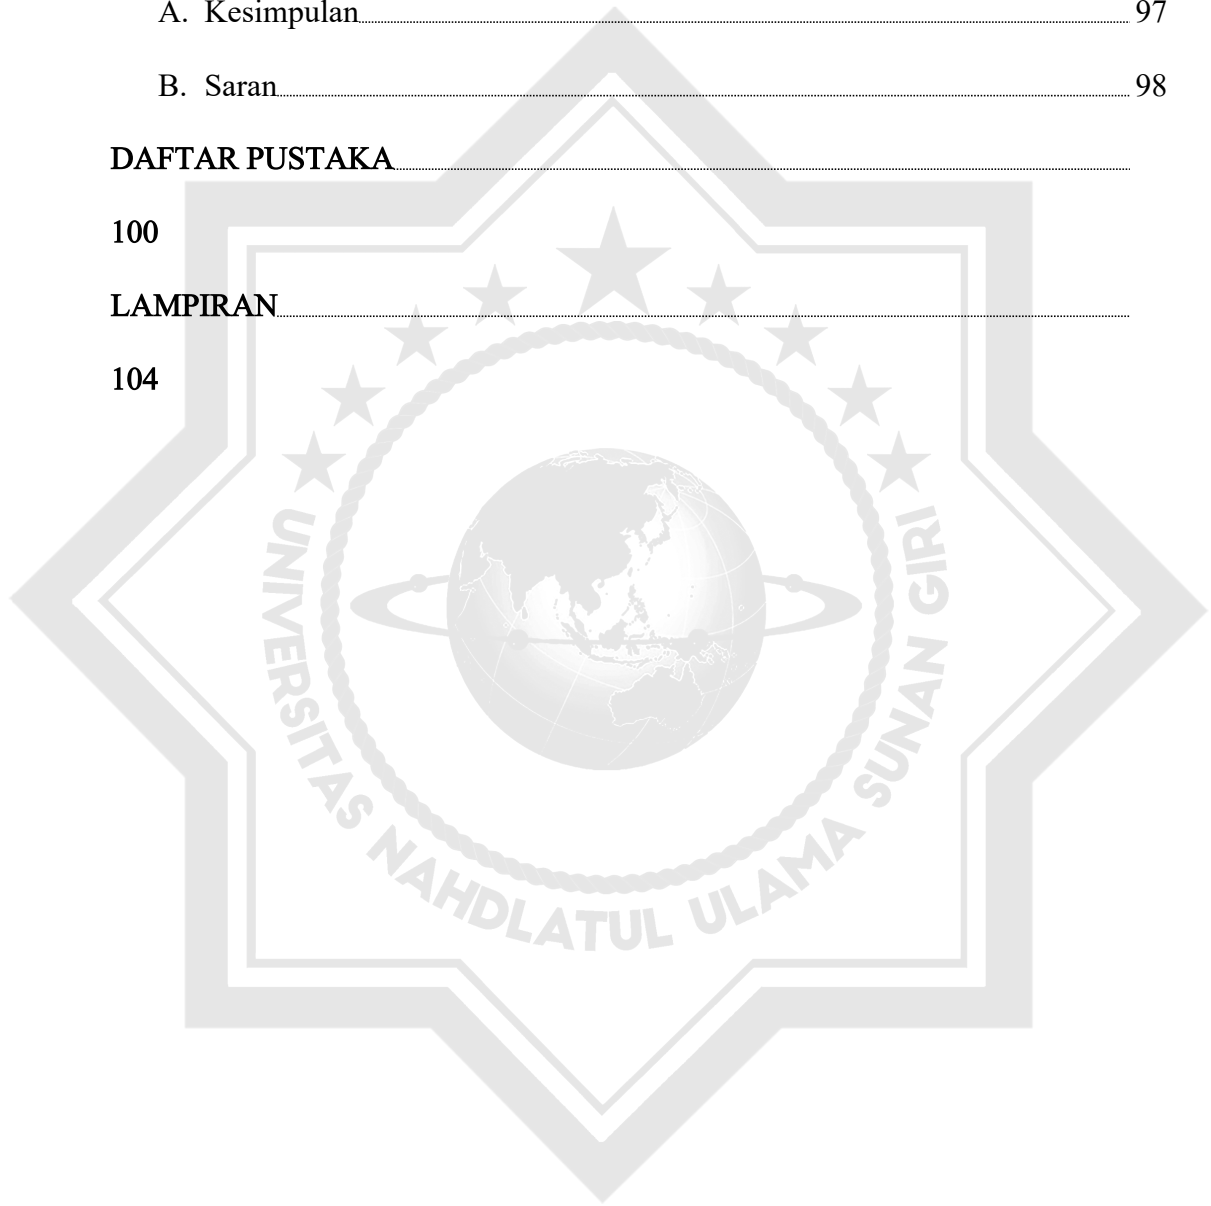 A. Kesimpulan 97
B. Saran 98
DAFTAR PUSTAKA
100
LAMPIRAN
104
UNIVERSITAS NAHDLATUL ULAMA SUNAN GIRI